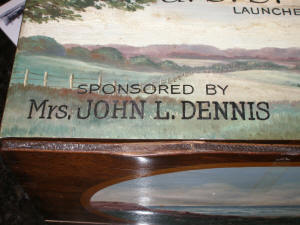 LAUNCHE
SPONSORED BY
Mrs. JOHN L. DENNIS